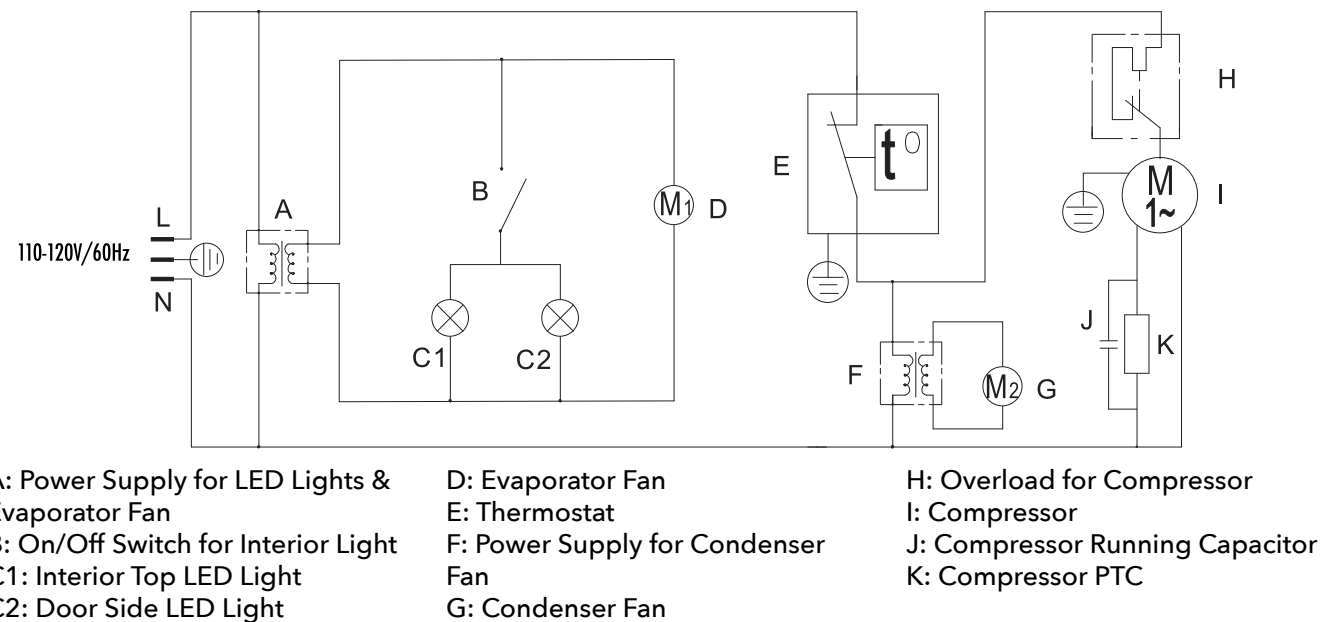 H
E
B
M1 D
M
1~
I
t o
L
A
110-120V/60Hz
N
J
K
C1
C2
F
M2 G
A: Power Supply for LED Lights &
Evaporator Fan
B: On/Off Switch for Interior Light
C1: Interior Top LED Light
C2: Door Side LED Light
D: Evaporator Fan
E: Thermostat
F: Power Supply for Condenser
Fan
G: Condenser Fan
H: Overload for Compressor
I: Compressor
J: Compressor Running Capacitor
K: Compressor PTC